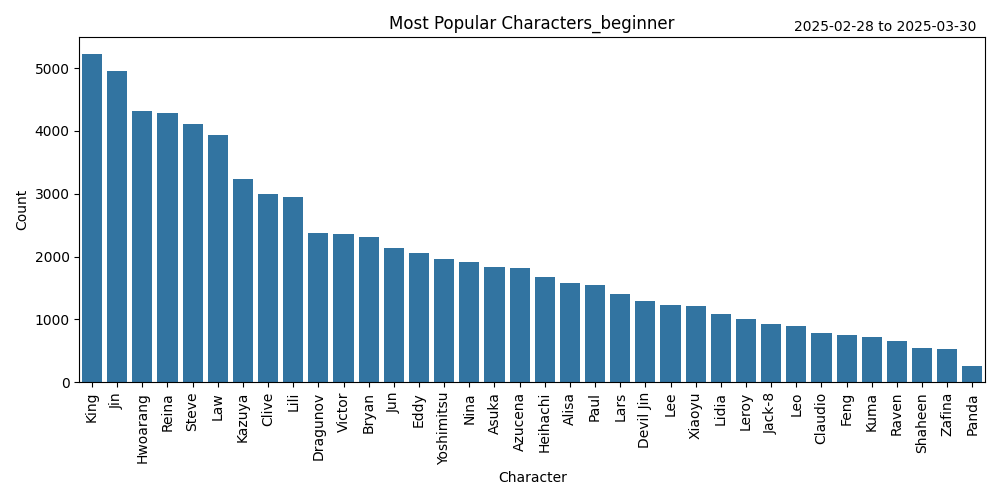 Most Popular Characters_beginner
2025-02-28 to 2025-03-30
Count
5000
4000
3000
2000
1000
0
King
Jin
Hwoarang
Reina
Steve
Law
Kazuya
Clive
Lili
Dragunov
Victor
Bryan
Jun
Eddy
Yoshimitsu
Nina
Asuka
Azucena
Heihachi
Alisa
Paul
Lars
Devil Jin
Lee
Xiaoyu
Lidia
Leroy
Jack-8
Leo
Claudio
Feng
Kuma
Raven
Shaheen
Zafina
Panda
Character